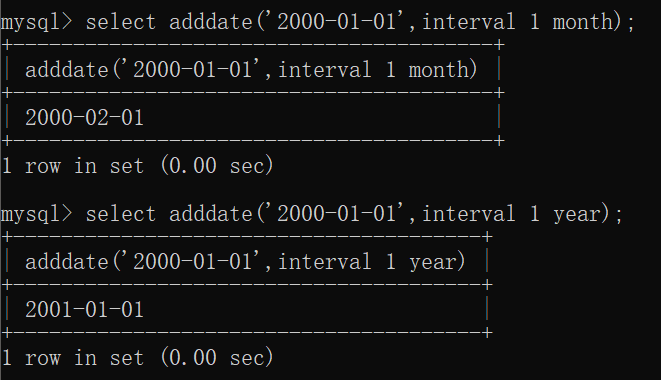 mysql> select adddate('2000-01-01',interval 1 month);
+----------------------------------------+
| adddate('2000-01-01',interval 1 month) |
+----------------------------------------+
| 2000-02-01                             |
+----------------------------------------+
1 row in set (0.00 sec)
mysql> select adddate('2000-01-01',interval 1 year);
+---------------------------------------+
| adddate('2000-01-01',interval 1 year) |
+---------------------------------------+
| 2001-01-01                            |
+---------------------------------------+
1 row in set (0.00 sec)